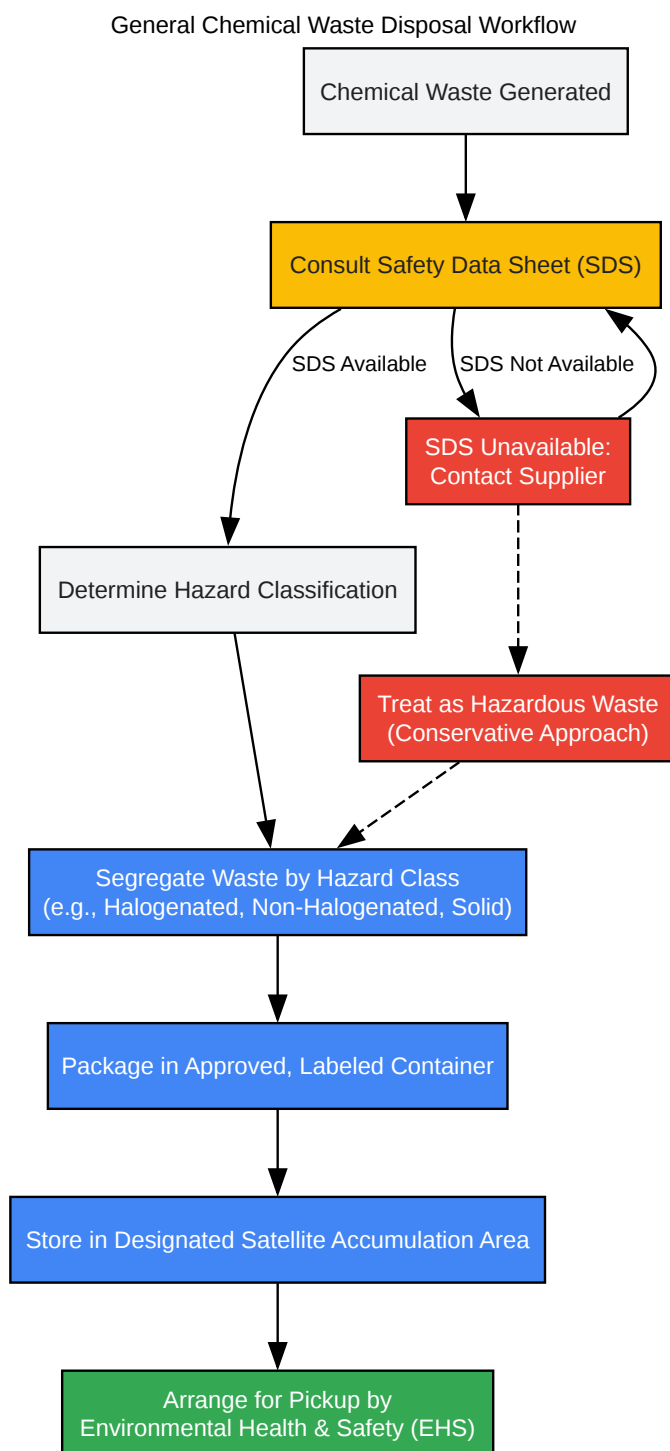 General Chemical Waste Disposal Workflow
Chemical Waste Generated
Consult Safety Data Sheet (SDS)
SDS Available
SDS Not Available
SDS Unavailable:
Contact Supplier
Determine Hazard Classification
Treat as Hazardous Waste
(Conservative Approach)
Segregate Waste by Hazard Class
(e.g., Halogenated, Non-Halogenated, Solid)
Package in Approved, Labeled Container
Store in Designated Satellite Accumulation Area
Arrange for Pickup by
Environmental Health & Safety (EHS)